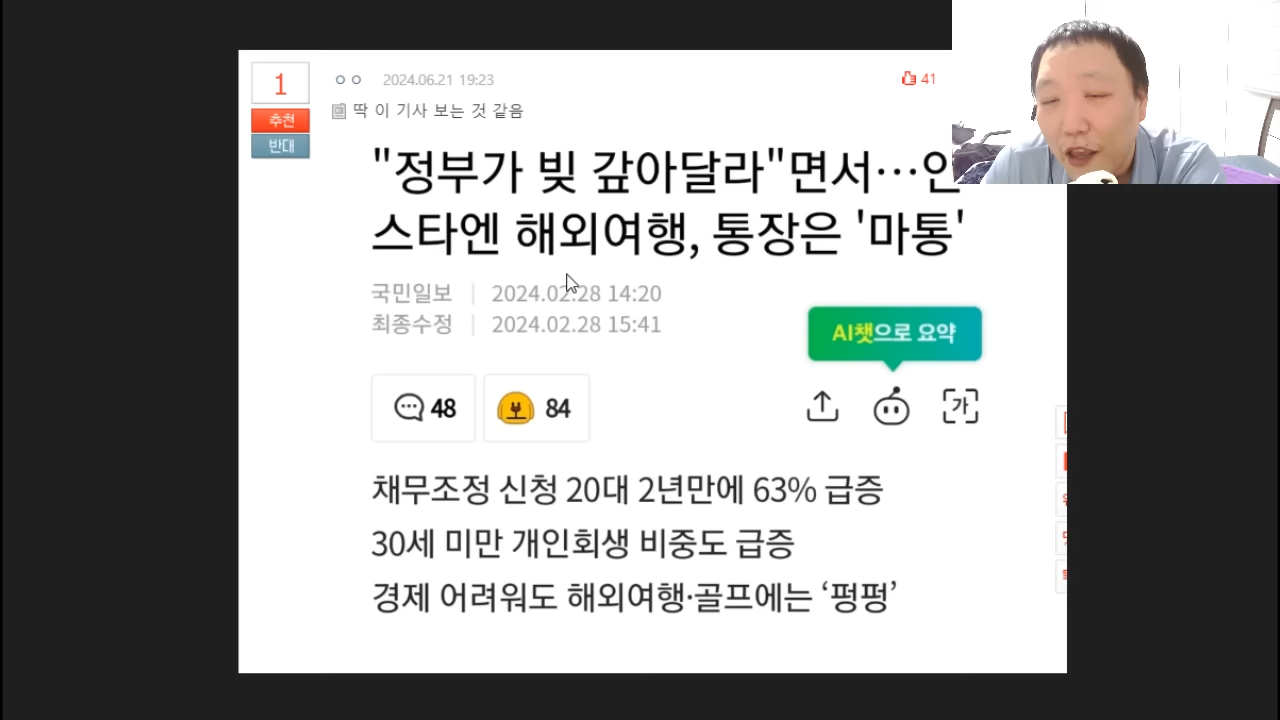 1
추천
반대
ㅇㅇ 2024.06.21 19:23
41
딱 이 기사 보는 것 같음
"정부가 빚 갚아달라"면서…인
스타엔 해외여행, 통장은 '마통'
국민일보 | 2024.02.28 14:20
최종수정 | 2024.02.28 15:41
AI챗으로 요약
48
84
가
채무조정 신청 20대 2년만에 63% 급증
30세 미만 개인회생 비중도 급증
경제 어려워도 해외여행·골프에는 ‘펑펑’